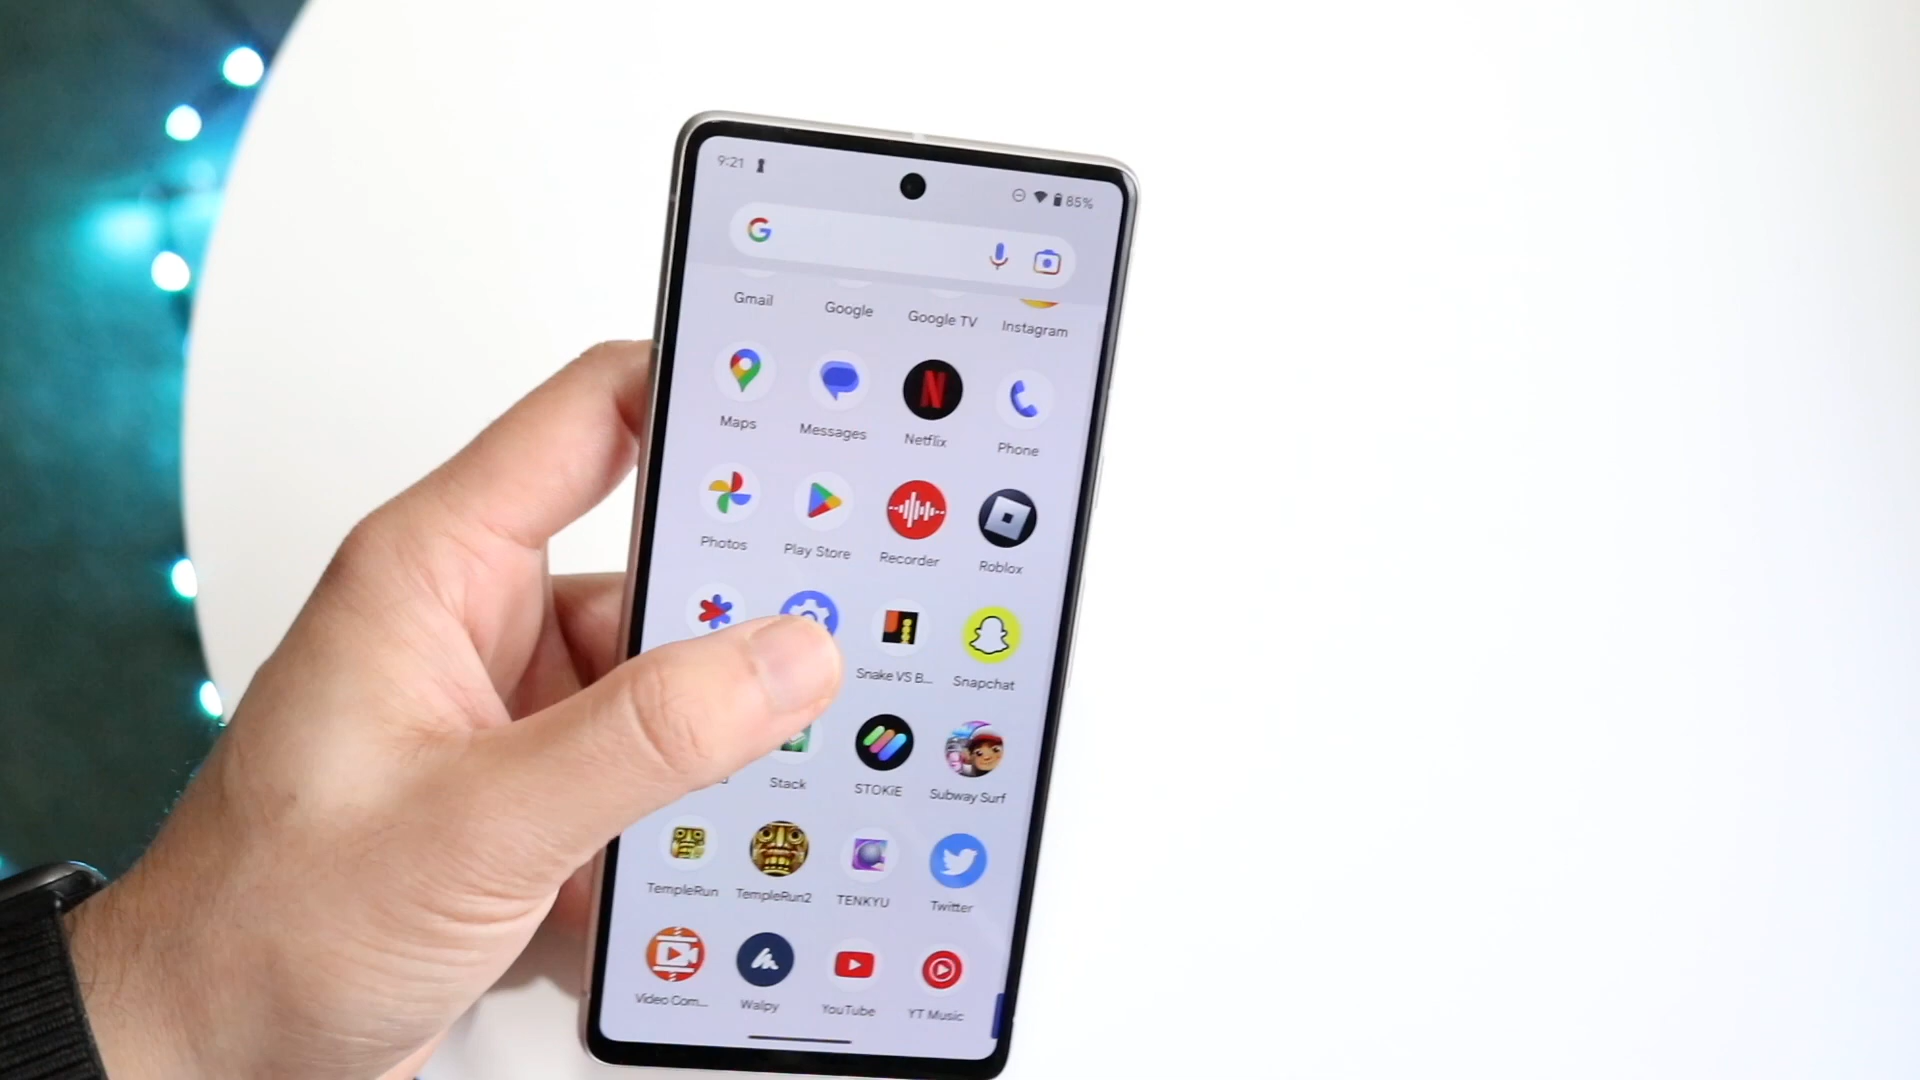 9:21 85%
G
Gmail Google Google TV Instagram
Maps Messages Netflix Phone
Photos Play Store Recorder Roblox
Snake VS B... Snapchat
Stack STOKiE Subway Surf
TempleRun TempleRun2 TENKYU Twitter
Video Com... Walpy YouTube YT Music